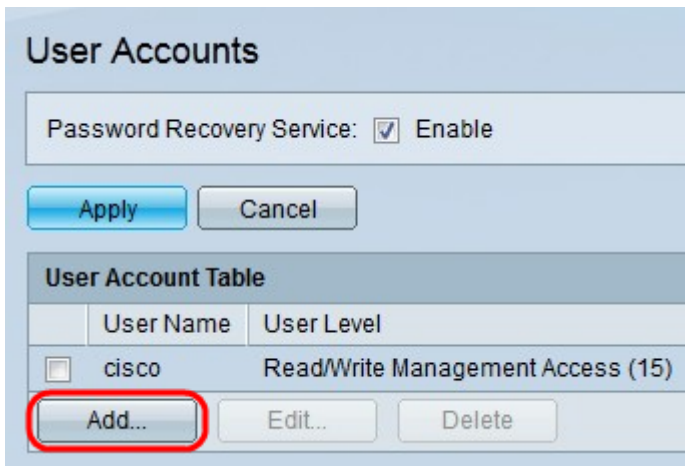 User Accounts
Password Recovery Service: Enable
Apply Cancel
User Account Table
User Name User Level
cisco Read/Write Management Access (15)
Add... Edit... Delete